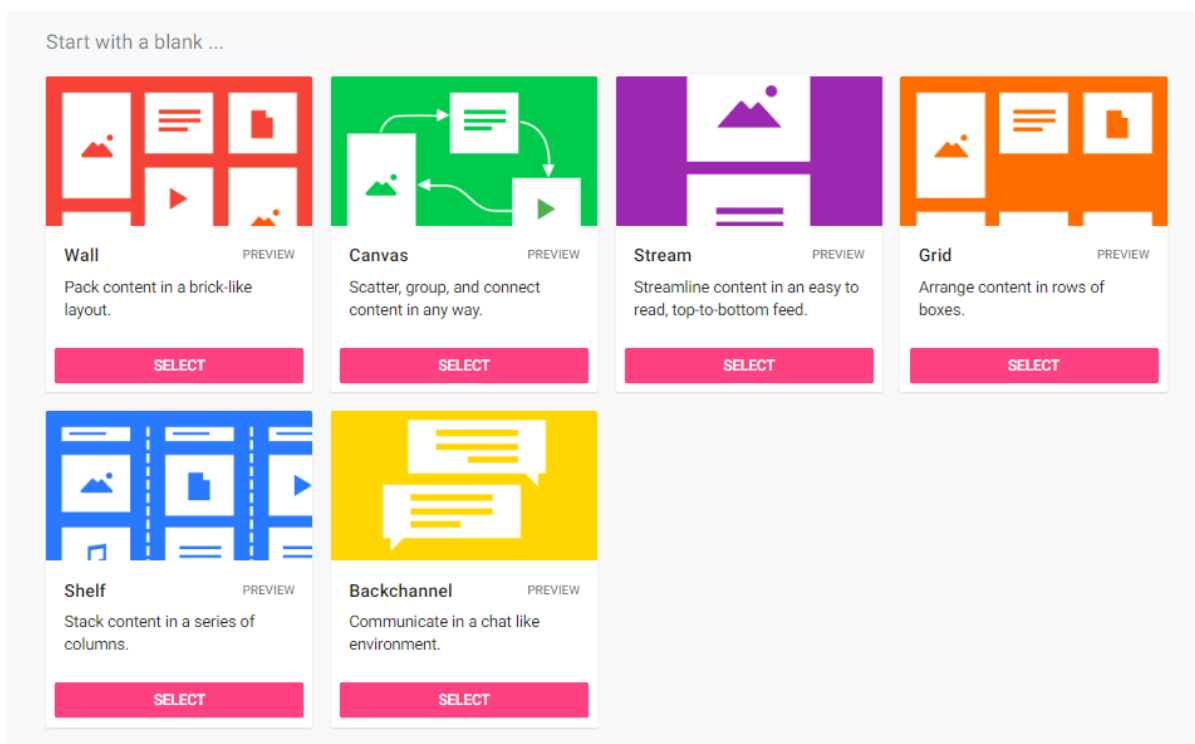 Start with a blank ...
Wall PREVIEW
Pack content in a brick-like
layout.
SELECT
Canvas PREVIEW
Scatter, group, and connect
content in any way.
SELECT
Stream PREVIEW
Streamline content in an easy to
read, top-to-bottom feed.
SELECT
Grid PREVIEW
Arrange content in rows of
boxes.
SELECT
Shelf PREVIEW
Stack content in a series of
columns.
SELECT
Backchannel PREVIEW
Communicate in a chat like
environment.
SELECT